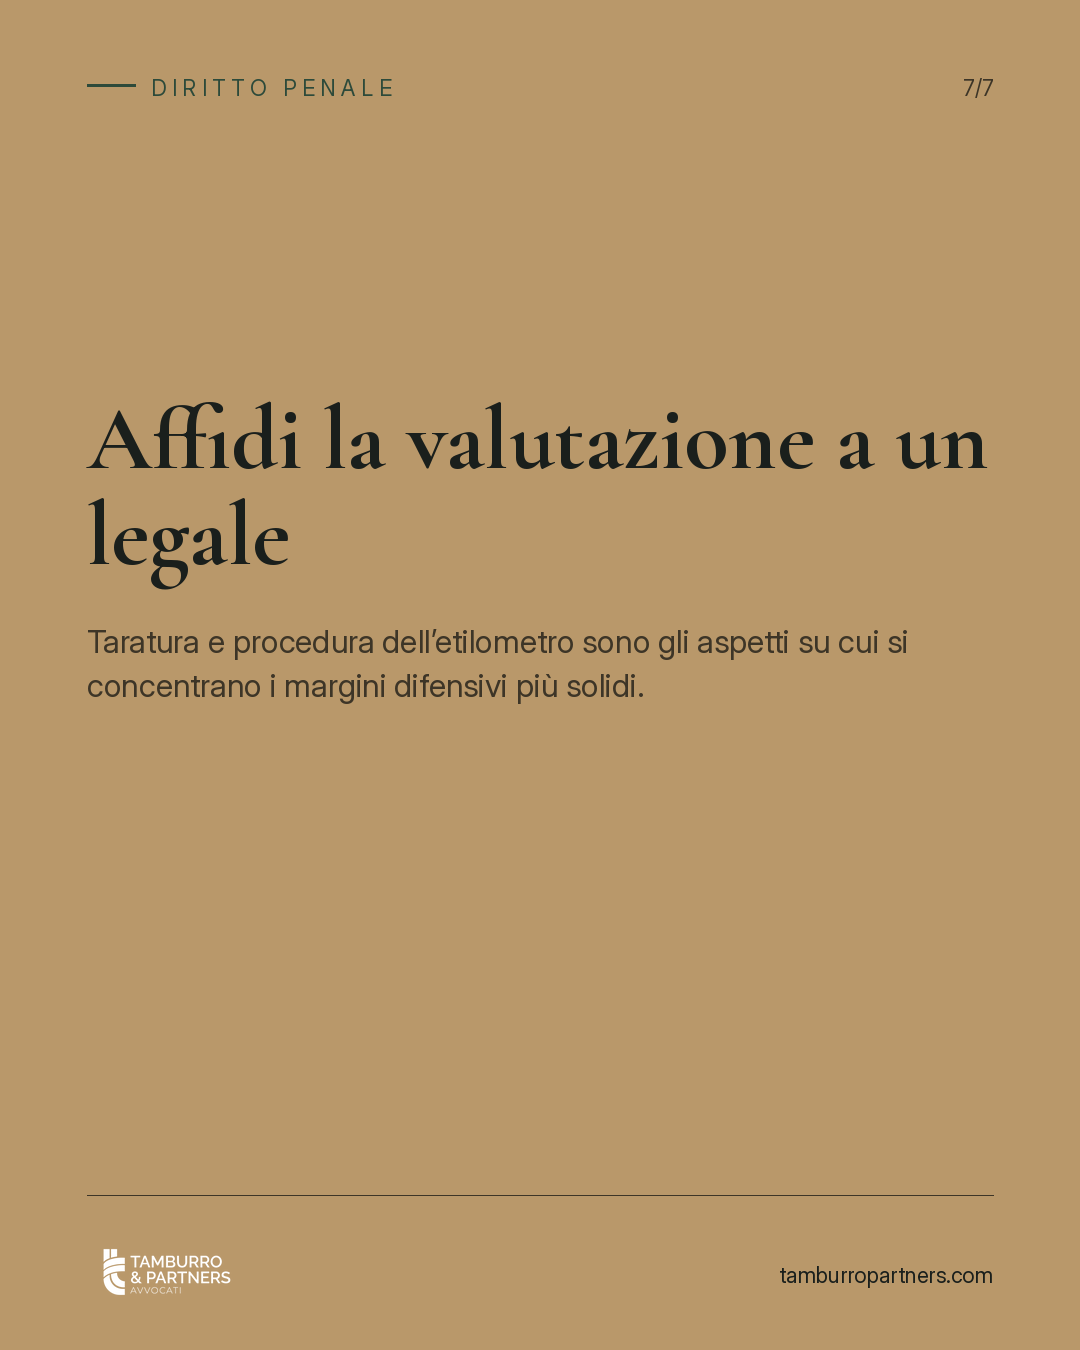 DIRITTO PENALE
7/7
Affidi la valutazione a un
legale
Taratura e procedura dell’etilometro sono gli aspetti su cui si
concentrano i margini difensivi più solidi.
TAMBURRO
& PARTNERS
AVVOCATI
tamburropartners.com